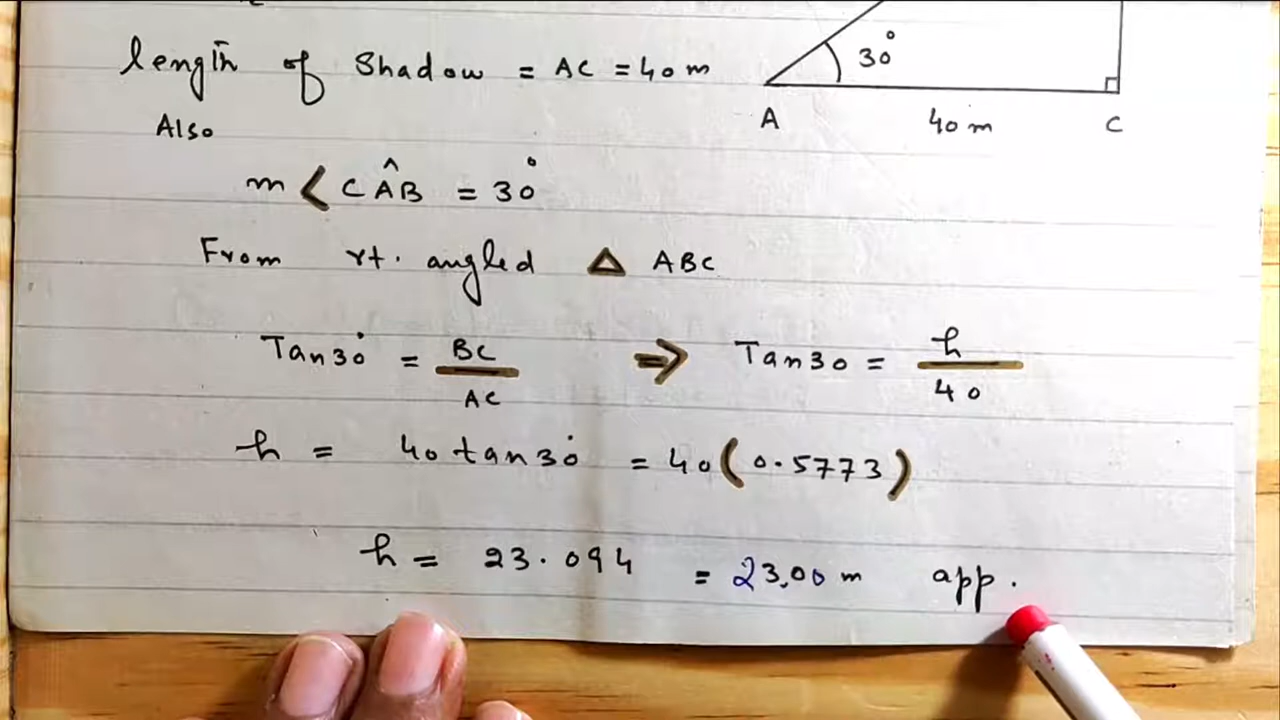 30°
length of Shadow = AC = 40 m
A 40 m C
Also
m < CÂB = 30°
From rt. angled △ ABC
Tan30° = BC / AC ⇒ Tan30 = h / 40
h = 40 tan30° = 40 (0.5773)
h = 23.094 = 23.00 m app.